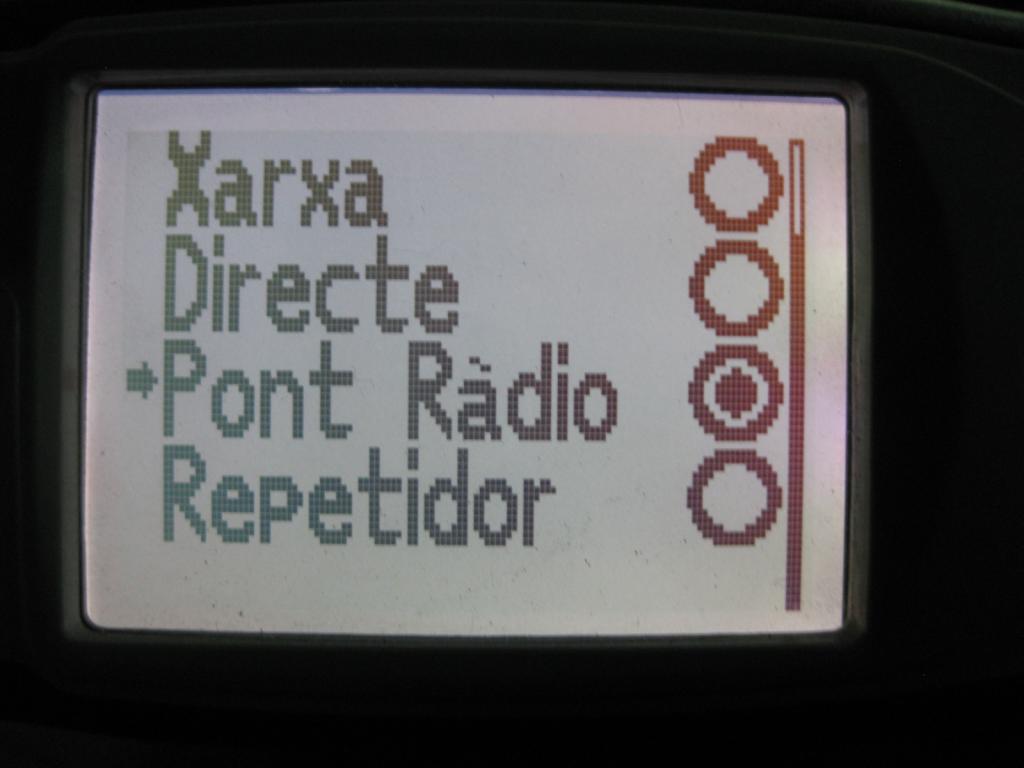 Xarxa
Directe
Pont Ràdio
Repetidor